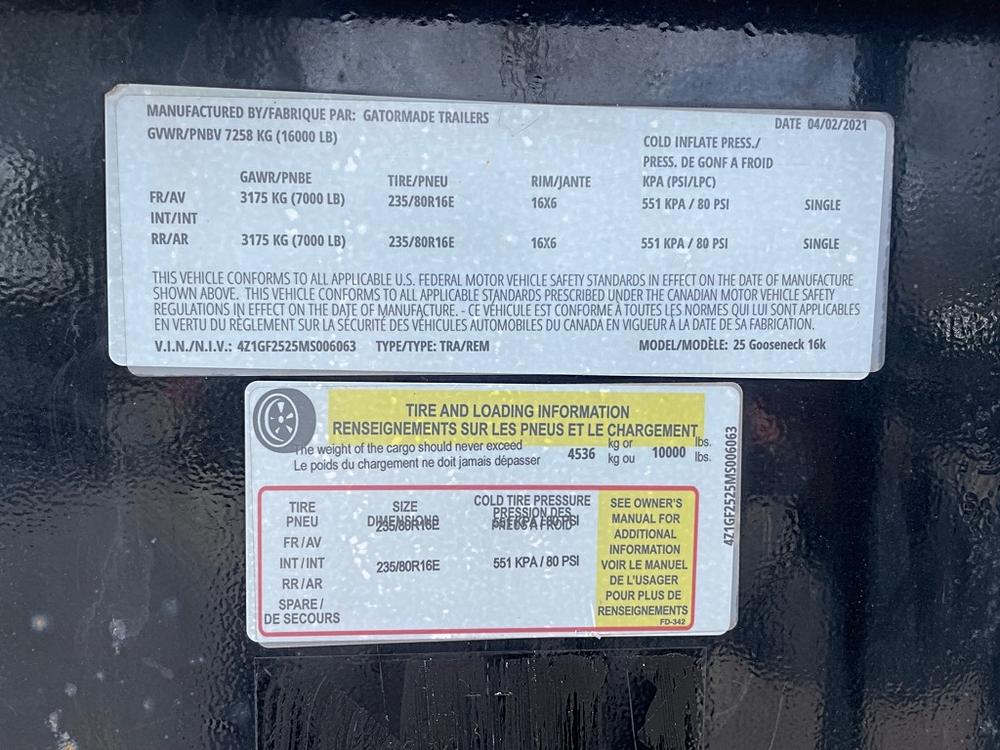 MANUFACTURED BY/FABRIQUE PAR: GATORMADE TRAILERS
DATE 04/02/2021
GVWR/PNBV 7258 KG (16000 LB)
COLD INFLATE PRESS./
PRESS. DE GONF A FROID
GAWR/PNBE TIRE/PNEU RIM/JANTE KPA (PSI/LPC)
FR/AV 3175 KG (7000 LB) 235/80R16E 16X6 551 KPA / 80 PSI SINGLE
INT/INT
RR/AR 3175 KG (7000 LB) 235/80R16E 16X6 551 KPA / 80 PSI SINGLE
THIS VEHICLE CONFORMS TO ALL APPLICABLE U.S. FEDERAL MOTOR VEHICLE SAFETY STANDARDS IN EFFECT ON THE DATE OF MANUFACTURE
SHOWN ABOVE. THIS VEHICLE CONFORMS TO ALL APPLICABLE STANDARDS PRESCRIBED UNDER THE CANADIAN MOTOR VEHICLE SAFETY
REGULATIONS IN EFFECT ON THE DATE OF MANUFACTURE. - CE VÉHICULE EST CONFORME À TOUTES LES NORMES QUI LUI SONT APPLICABLES
EN VERTU DU RÈGLEMENT SUR LA SÉCURITÉ DES VÉHICULES AUTOMOBILES DU CANADA EN VIGUEUR À LA DATE DE SA FABRICATION.
V.I.N./N.I.V.: 4Z1GF2525MS006063 TYPE/TYPE: TRA/REM MODEL/MODÈLE: 25 Gooseneck 16k
TIRE AND LOADING INFORMATION
RENSEIGNEMENTS SUR LES PNEUS ET LE CHARGEMENT
The weight of the cargo should never exceed 4536 kg or 10000 lbs.
Le poids du chargement ne doit jamais dépasser kg ou lbs.
TIRE SIZE COLD TIRE PRESSURE
PNEU DIMENSIONS PRESSION DES
235/80R16E PNEUS A FROID
FR / AV
INT / INT 235/80R16E 551 KPA / 80 PSI
RR / AR
SPARE /
DE SECOURS
SEE OWNER'S
MANUAL FOR
ADDITIONAL
INFORMATION
VOIR LE MANUEL
DE L'USAGER
POUR PLUS DE
RENSEIGNEMENTS
FD-342
4Z1GF2525MS006063